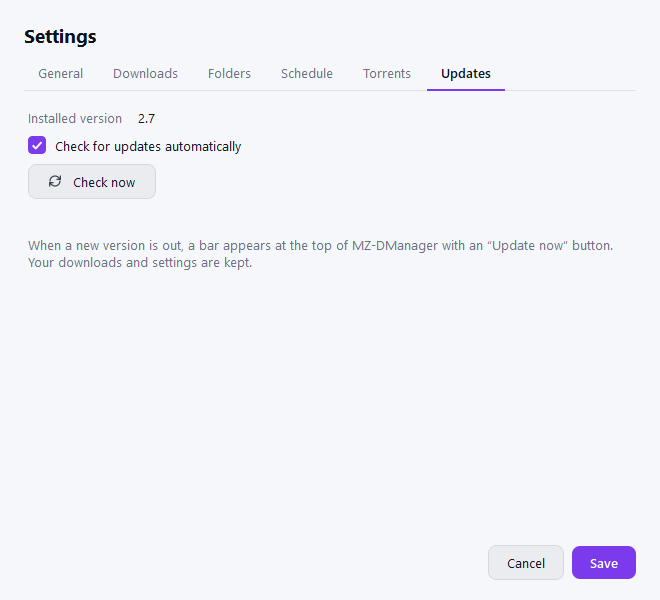 Settings
General Downloads Folders Schedule Torrents Updates
Installed version 2.7
Check for updates automatically
Check now
When a new version is out, a bar appears at the top of MZ-DManager with an “Update now” button.
Your downloads and settings are kept.
Cancel Save